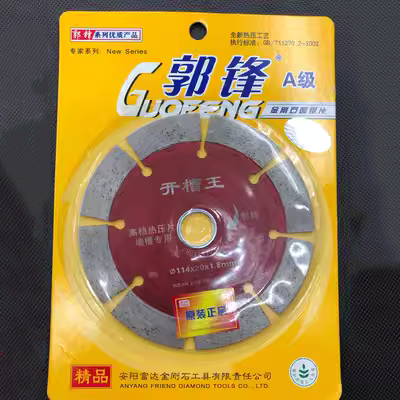 郭锋 系列优质产品
专家系列: New Series
全新热压工艺
执行标准: GB/T11270.2-2002
郭锋
A级
GUOFENG
金刚石圆锯片
开槽王
高档热压片
墙槽专用
Ø114x20x1.8mm
原装正品
精品
安阳富达金刚石工具有限责任公司
ANYANG FRIEND DIAMOND TOOLS CO., LTD.